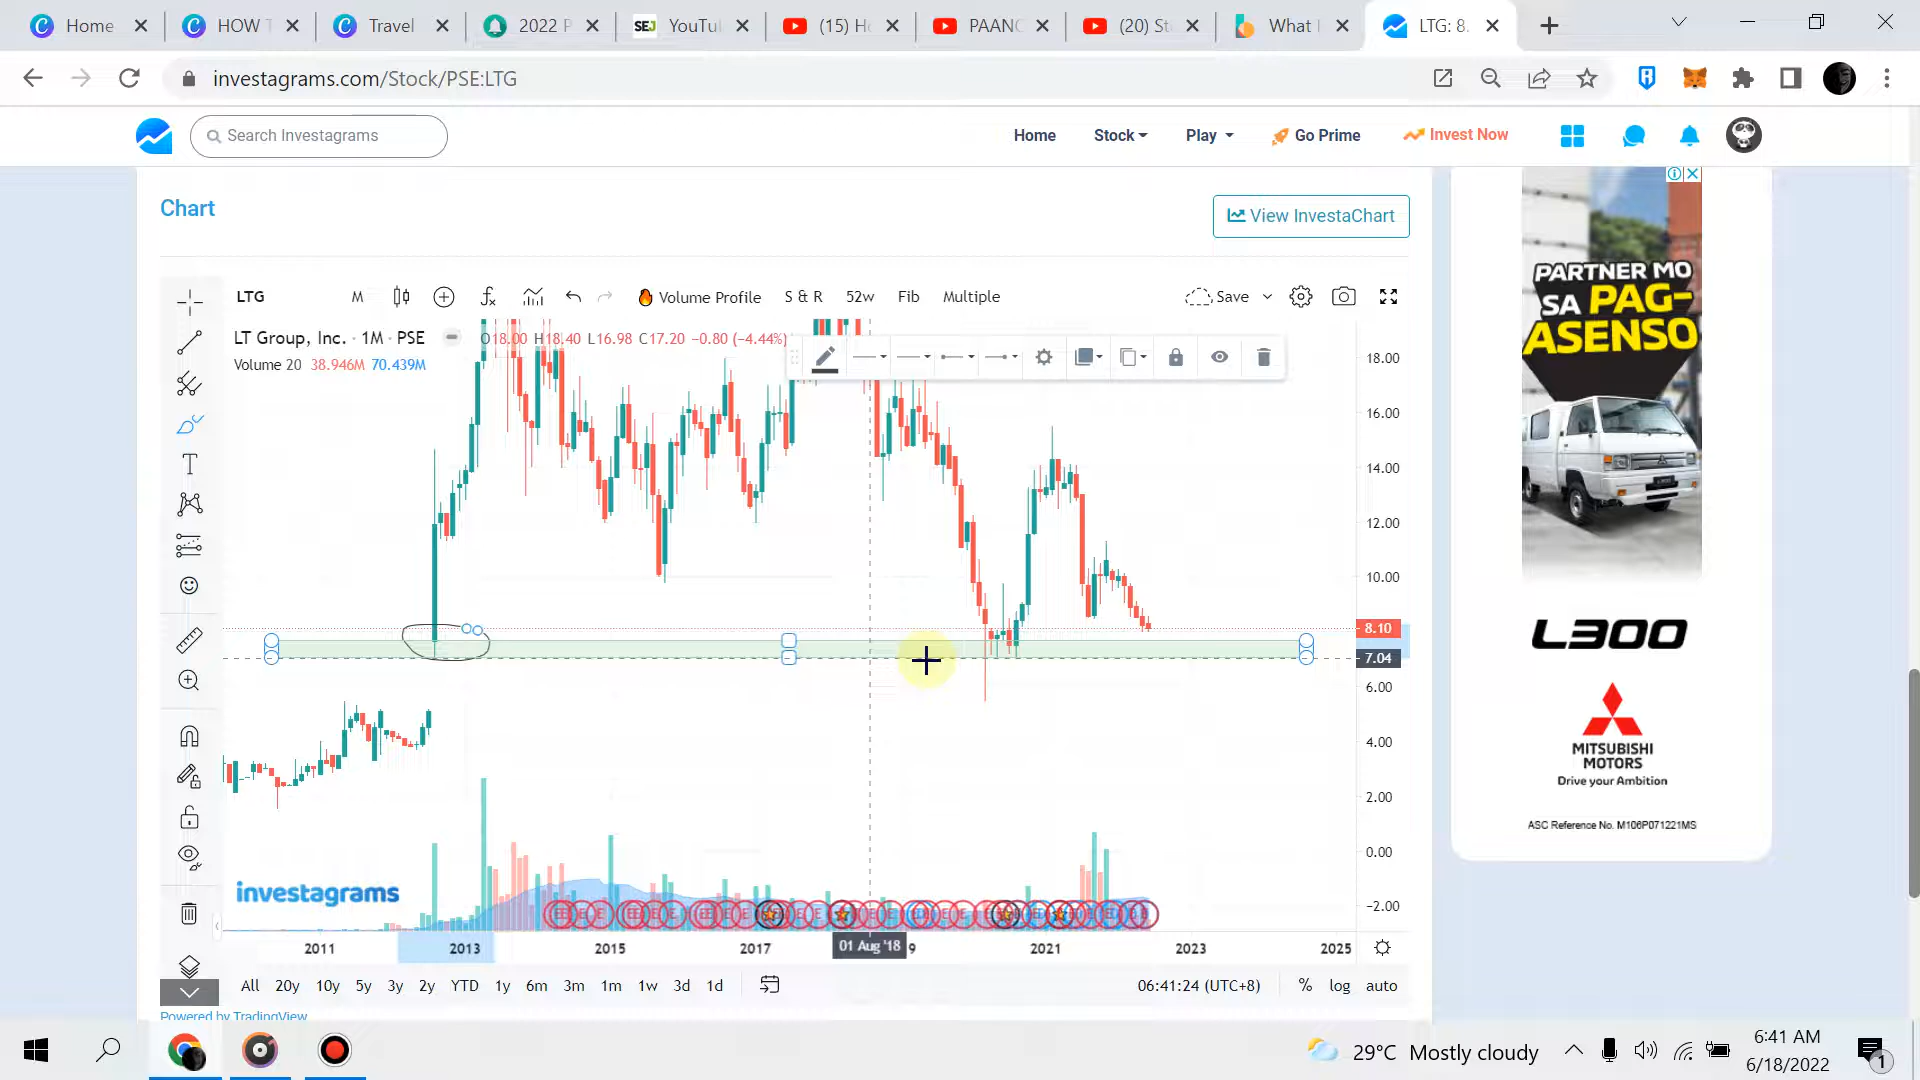 Home
HOW T
Travel
2022 P
SEJ YouTu
(15) H
PAANC
(20) St
What I
LTG: 8.
investagrams.com/Stock/PSE:LTG
Search Investagrams
Home
Stock
Play
Go Prime
Invest Now
Chart
View InvestaChart
LTG
M
Volume Profile
S & R
52w
Fib
Multiple
Save
LT Group, Inc. · 1M · PSE
O18.00 H18.40 L16.98 C17.20 −0.80 (−4.44%)
Volume 20 38.946M 70.439M
18.00
16.00
14.00
12.00
10.00
8.10
7.04
6.00
4.00
2.00
0.00
−2.00
investagrams
2011
2013
2015
2017
01 Aug '18
9
2021
2023
2025
All 20y 10y 5y 3y 2y YTD 1y 6m 3m 1m 1w 3d 1d
06:41:24 (UTC+8)
% log auto
Powered by TradingView
PARTNER MO
SA PAG-
ASENSO
L300
MITSUBISHI
MOTORS
Drive your Ambition
ASC Reference No. M106P071221MS
29°C Mostly cloudy
6:41 AM
6/18/2022
1